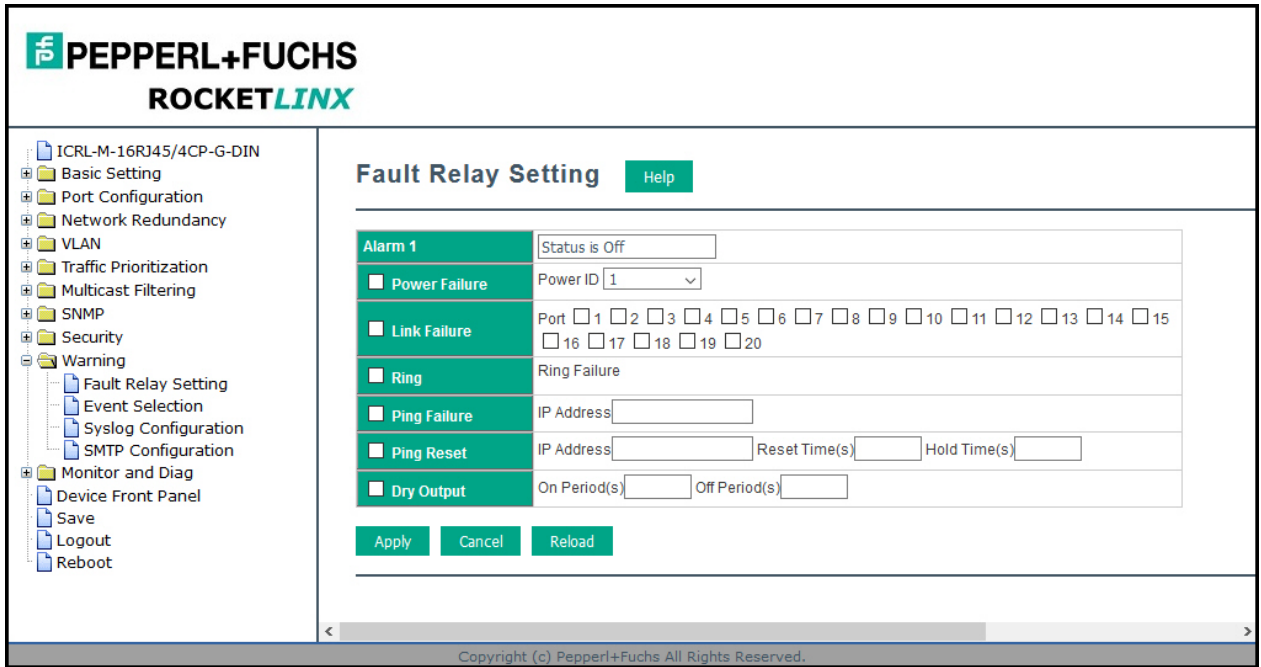 PEPPERL+FUCHS
ROCKETLINX
ICRL-M-16RJ45/4CP-G-DIN
Basic Setting
Port Configuration
Network Redundancy
VLAN
Traffic Prioritization
Multicast Filtering
SNMP
Security
Warning
Fault Relay Setting
Event Selection
Syslog Configuration
SMTP Configuration
Monitor and Diag
Device Front Panel
Save
Logout
Reboot
Fault Relay Setting Help
Alarm 1 Status is Off
Power Failure Power ID 1
Link Failure Port 1 2 3 4 5 6 7 8 9 10 11 12 13 14 15
16 17 18 19 20
Ring Ring Failure
Ping Failure IP Address
Ping Reset IP Address Reset Time(s) Hold Time(s)
Dry Output On Period(s) Off Period(s)
Apply Cancel Reload
Copyright (c) Pepperl+Fuchs All Rights Reserved.